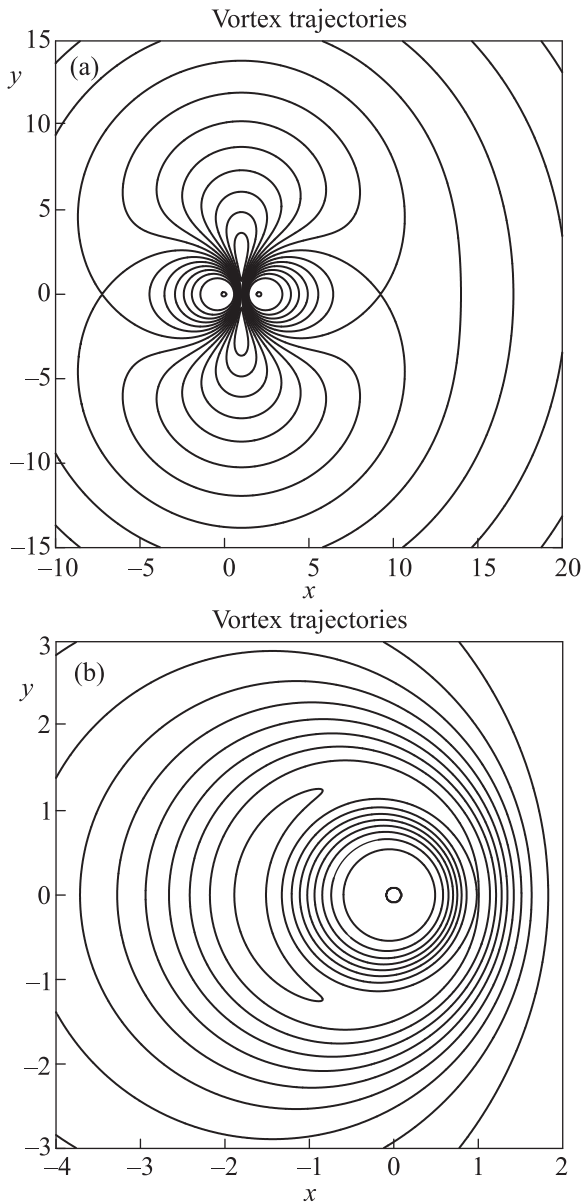 Vortex trajectories
15
(a)
y
10
5
0
–5
–10
–15
–10 –5 0 5 10 15 20
x
Vortex trajectories
3
(b)
y
2
1
0
–1
–2
–3
–4 –3 –2 –1 0 1 2
x